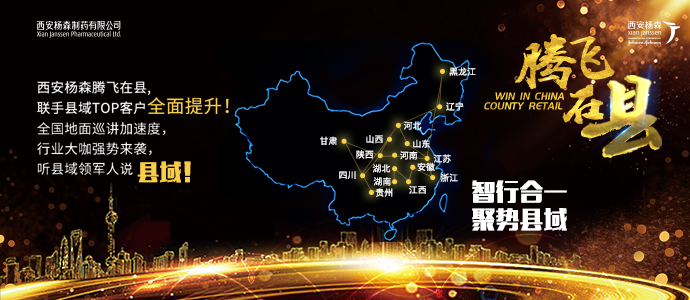 西安杨森制药有限公司
Xian Janssen Pharmaceutical Ltd.
西安杨森
xian janssen
腾飞
在县
WIN IN CHINA
COUNTY RETAIL
西安杨森腾飞在县，
联手县域TOP客户全面提升！
全国地面巡讲加速度，
行业大咖强势来袭，
听县域领军人说 县域！
黑龙江
辽宁
河北
山西
山东
甘肃
陕西
河南
江苏
安徽
四川
湖北
浙江
湖南
江西
贵州
智行合一
聚势县域